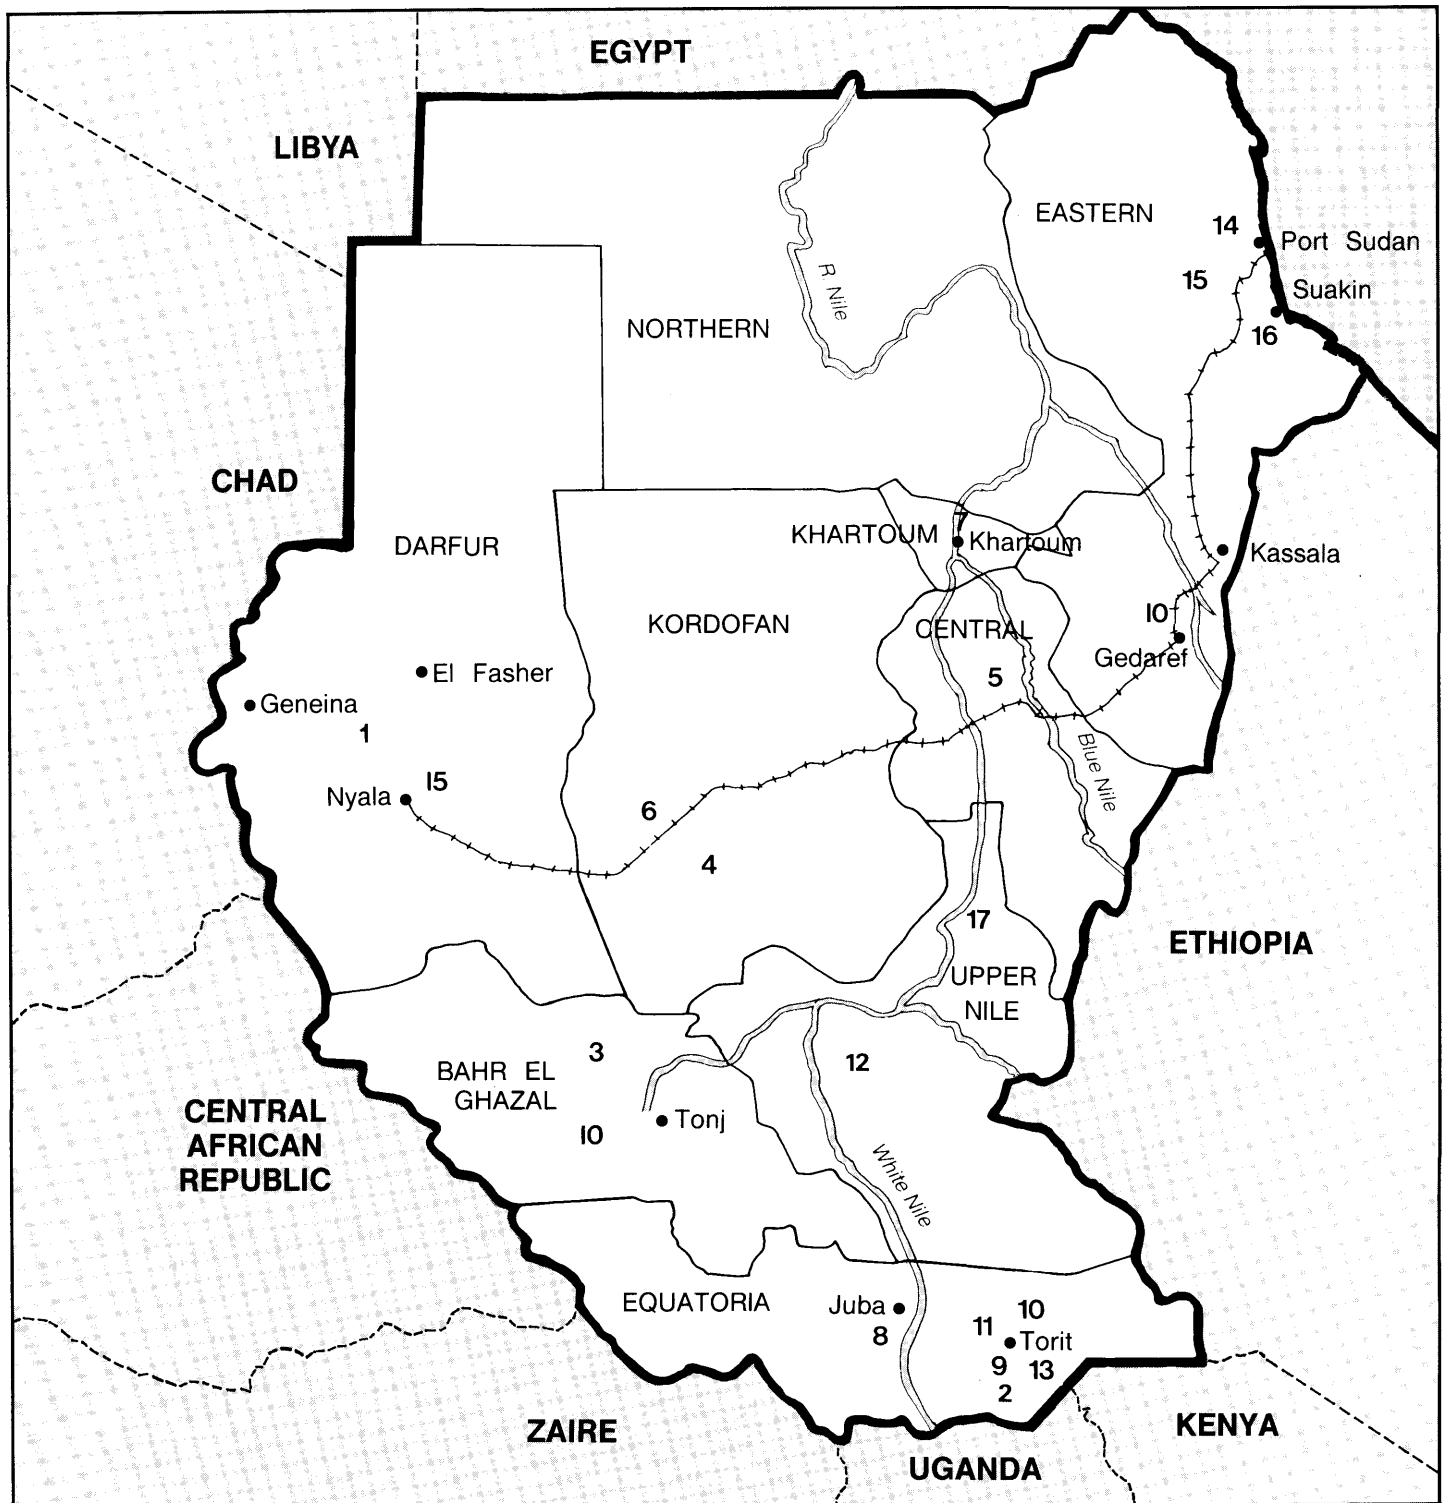 EGYPT
LIBYA
EASTERN
14
Port Sudan
15
Suakin
R. Nile
NORTHERN
16
CHAD
7
KHARTOUM
Khartoum
DARFUR
Kassala
10
KORDOFAN
CENTRAL
Gedaref
El Fasher
5
Geneina
1
Blue Nile
15
Nyala
6
4
17
ETHIOPIA
UPPER
NILE
3
12
BAHR EL
GHAZAL
CENTRAL
AFRICAN
REPUBLIC
Tonj
10
White Nile
EQUATORIA
Juba
8
10
11
Torit
9
13
2
ZAIRE
KENYA
UGANDA